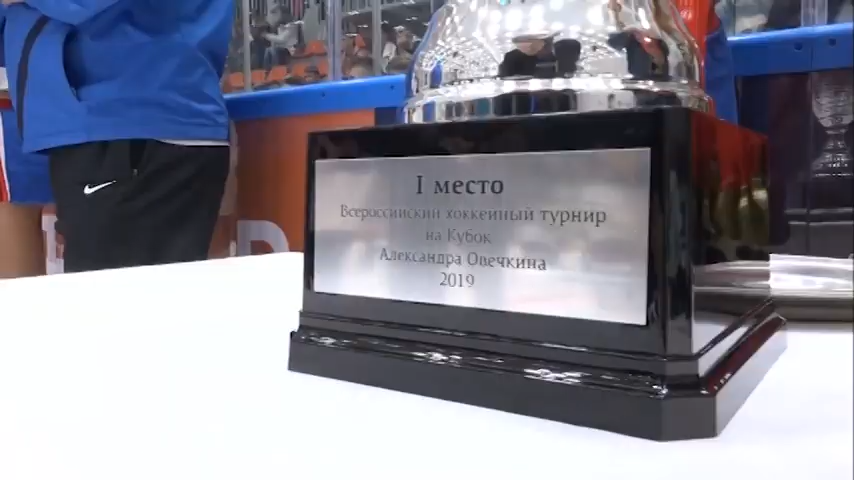 I место
Всероссийский хоккейный турнир
на Кубок
Александра Овечкина
2019